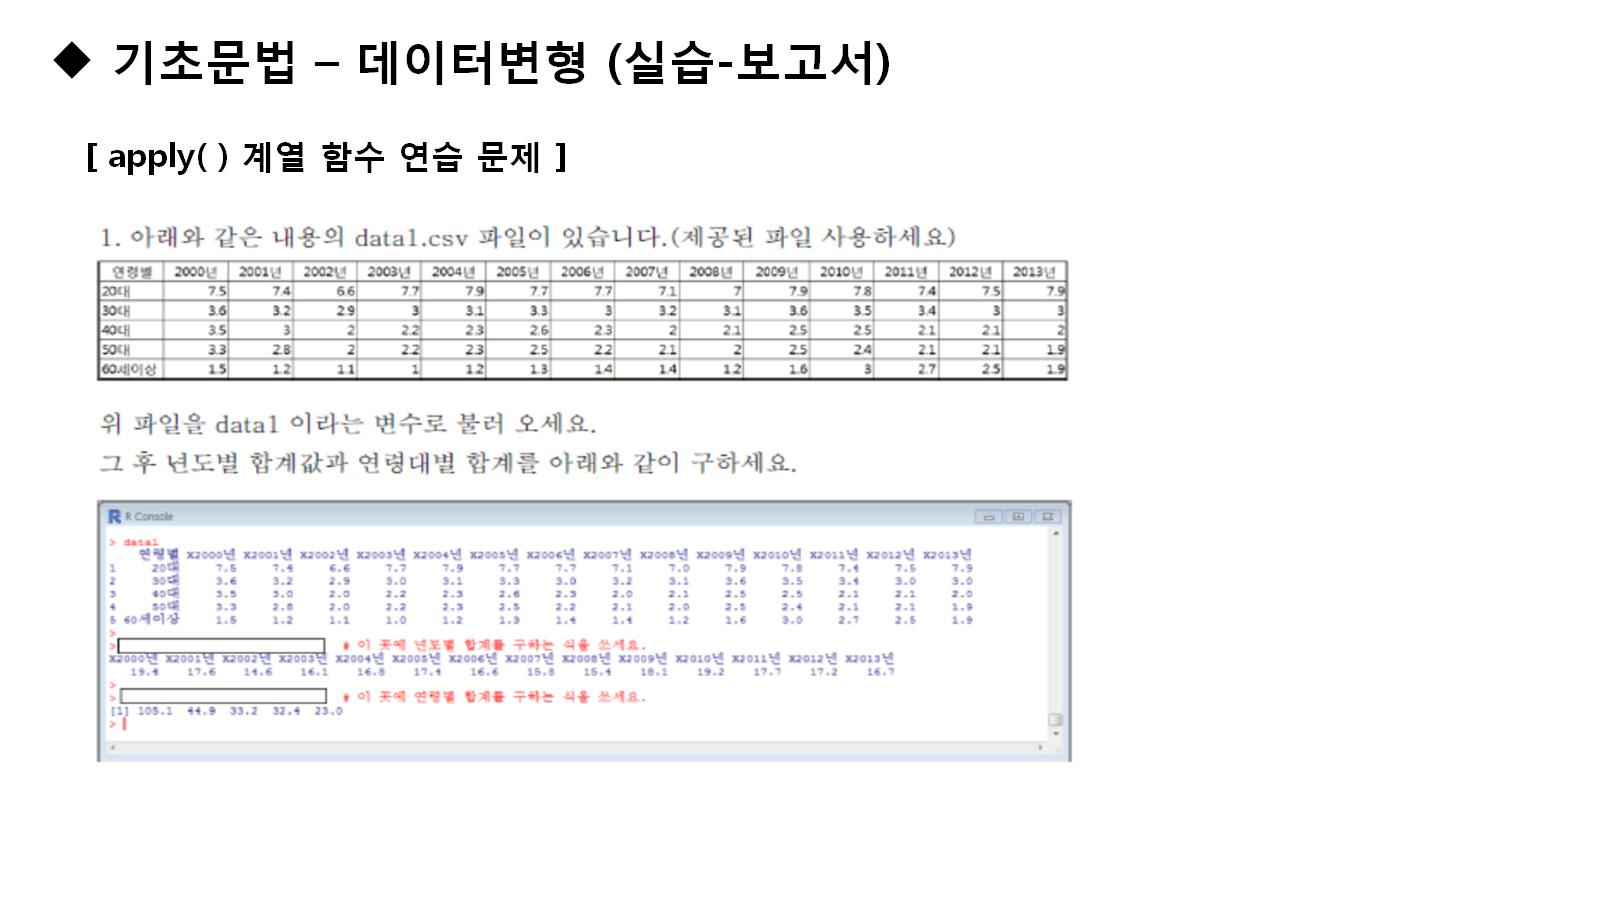 ◆ 기초문법 – 데이터변형 (실습-보고서)
[ apply( ) 계열 함수 연습 문제 ]
1. 아래와 같은 내용의 data1.csv 파일이 있습니다.(제공된 파일 사용하세요)
연령별 2000년 2001년 2002년 2003년 2004년 2005년 2006년 2007년 2008년 2009년 2010년 2011년 2012년 2013년
20대 7.5 7.4 6.6 7.7 7.9 7.7 7.7 7.1 7 7.9 7.8 7.4 7.5 7.9
30대 3.6 3.2 2.9 3 3.1 3.3 3 3.2 3.1 3.6 3.5 3.4 3 3
40대 3.5 3 2 2.2 2.3 2.6 2.3 2 2.1 2.5 2.5 2.1 2.1 2
50대 3.3 2.8 2 2.2 2.3 2.5 2.2 2.1 2 2.5 2.4 2.1 2.1 1.9
60세이상 1.5 1.2 1.1 1 1.2 1.3 1.4 1.4 1.2 1.6 3 2.7 2.5 1.9
위 파일을 data1 이라는 변수로 불러 오세요.
그 후 년도별 합계값과 연령대별 합계를 아래와 같이 구하세요.
R R Console
> data1
연령별 X2000년 X2001년 X2002년 X2003년 X2004년 X2005년 X2006년 X2007년 X2008년 X2009년 X2010년 X2011년 X2012년 X2013년
1 20대 7.5 7.4 6.6 7.7 7.9 7.7 7.7 7.1 7.0 7.9 7.8 7.4 7.5 7.9
2 30대 3.6 3.2 2.9 3.0 3.1 3.3 3.0 3.2 3.1 3.6 3.5 3.4 3.0 3.0
3 40대 3.5 3.0 2.0 2.2 2.3 2.6 2.3 2.0 2.1 2.5 2.5 2.1 2.1 2.0
4 50대 3.3 2.8 2.0 2.2 2.3 2.5 2.2 2.1 2.0 2.5 2.4 2.1 2.1 1.9
5 60세이상 1.5 1.2 1.1 1.0 1.2 1.3 1.4 1.4 1.2 1.6 3.0 2.7 2.5 1.9
>
> # 이 곳에 년도별 합계를 구하는 식을 쓰세요.
X2000년 X2001년 X2002년 X2003년 X2004년 X2005년 X2006년 X2007년 X2008년 X2009년 X2010년 X2011년 X2012년 X2013년
19.4 17.6 14.6 16.1 16.8 17.4 16.6 15.8 15.4 18.1 19.2 17.7 17.2 16.7
>
> # 이 곳에 연령별 합계를 구하는 식을 쓰세요.
[1] 105.1 44.9 33.2 32.4 23.0
>